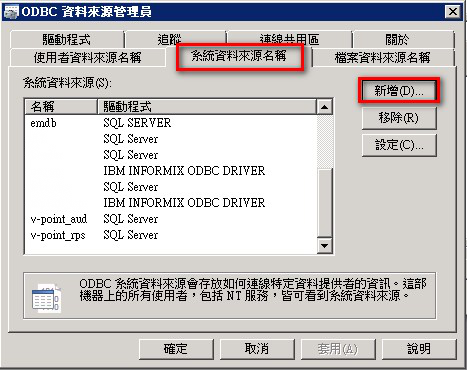 ODBC 資料來源管理員
驅動程式 追蹤 連線共用區 關於
使用者資料來源名稱 系統資料來源名稱 檔案資料來源名稱
系統資料來源(S):
名稱 驅動程式
emdb SQL SERVER
SQL Server
SQL Server
IBM INFORMIX ODBC DRIVER
SQL Server
IBM INFORMIX ODBC DRIVER
v-point_aud SQL Server
v-point_rps SQL Server
新增(D)...
移除(R)
設定(C)...
ODBC 系統資料來源會存放如何連線特定資料提供者的資訊。這部
機器上的所有使用者，包括 NT 服務，皆可看到系統資料來源。
確定 取消 套用(A) 說明